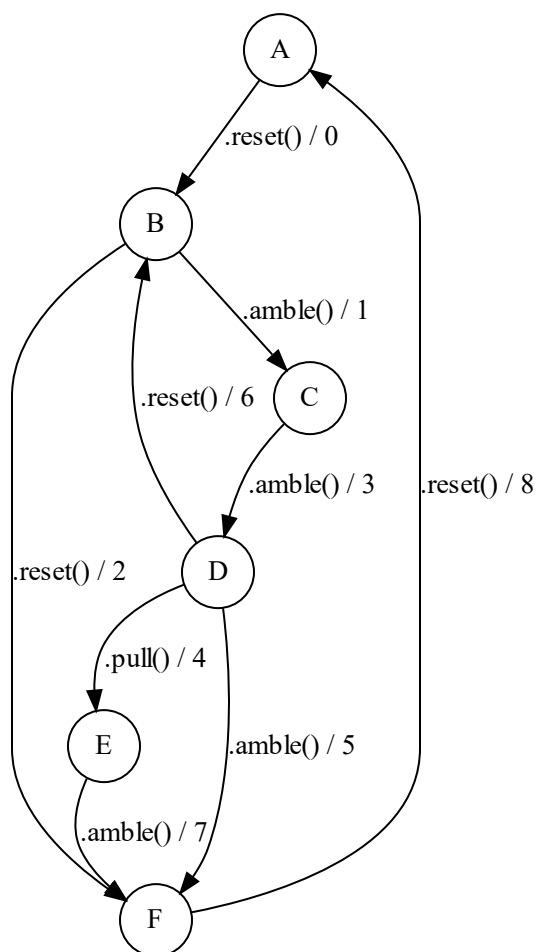 A
.reset() / 0
B
.amble() / 1
C
.reset() / 6
.amble() / 3
.reset() / 8
.reset() / 2
D
.pull() / 4
E
.amble() / 5
.amble() / 7
F